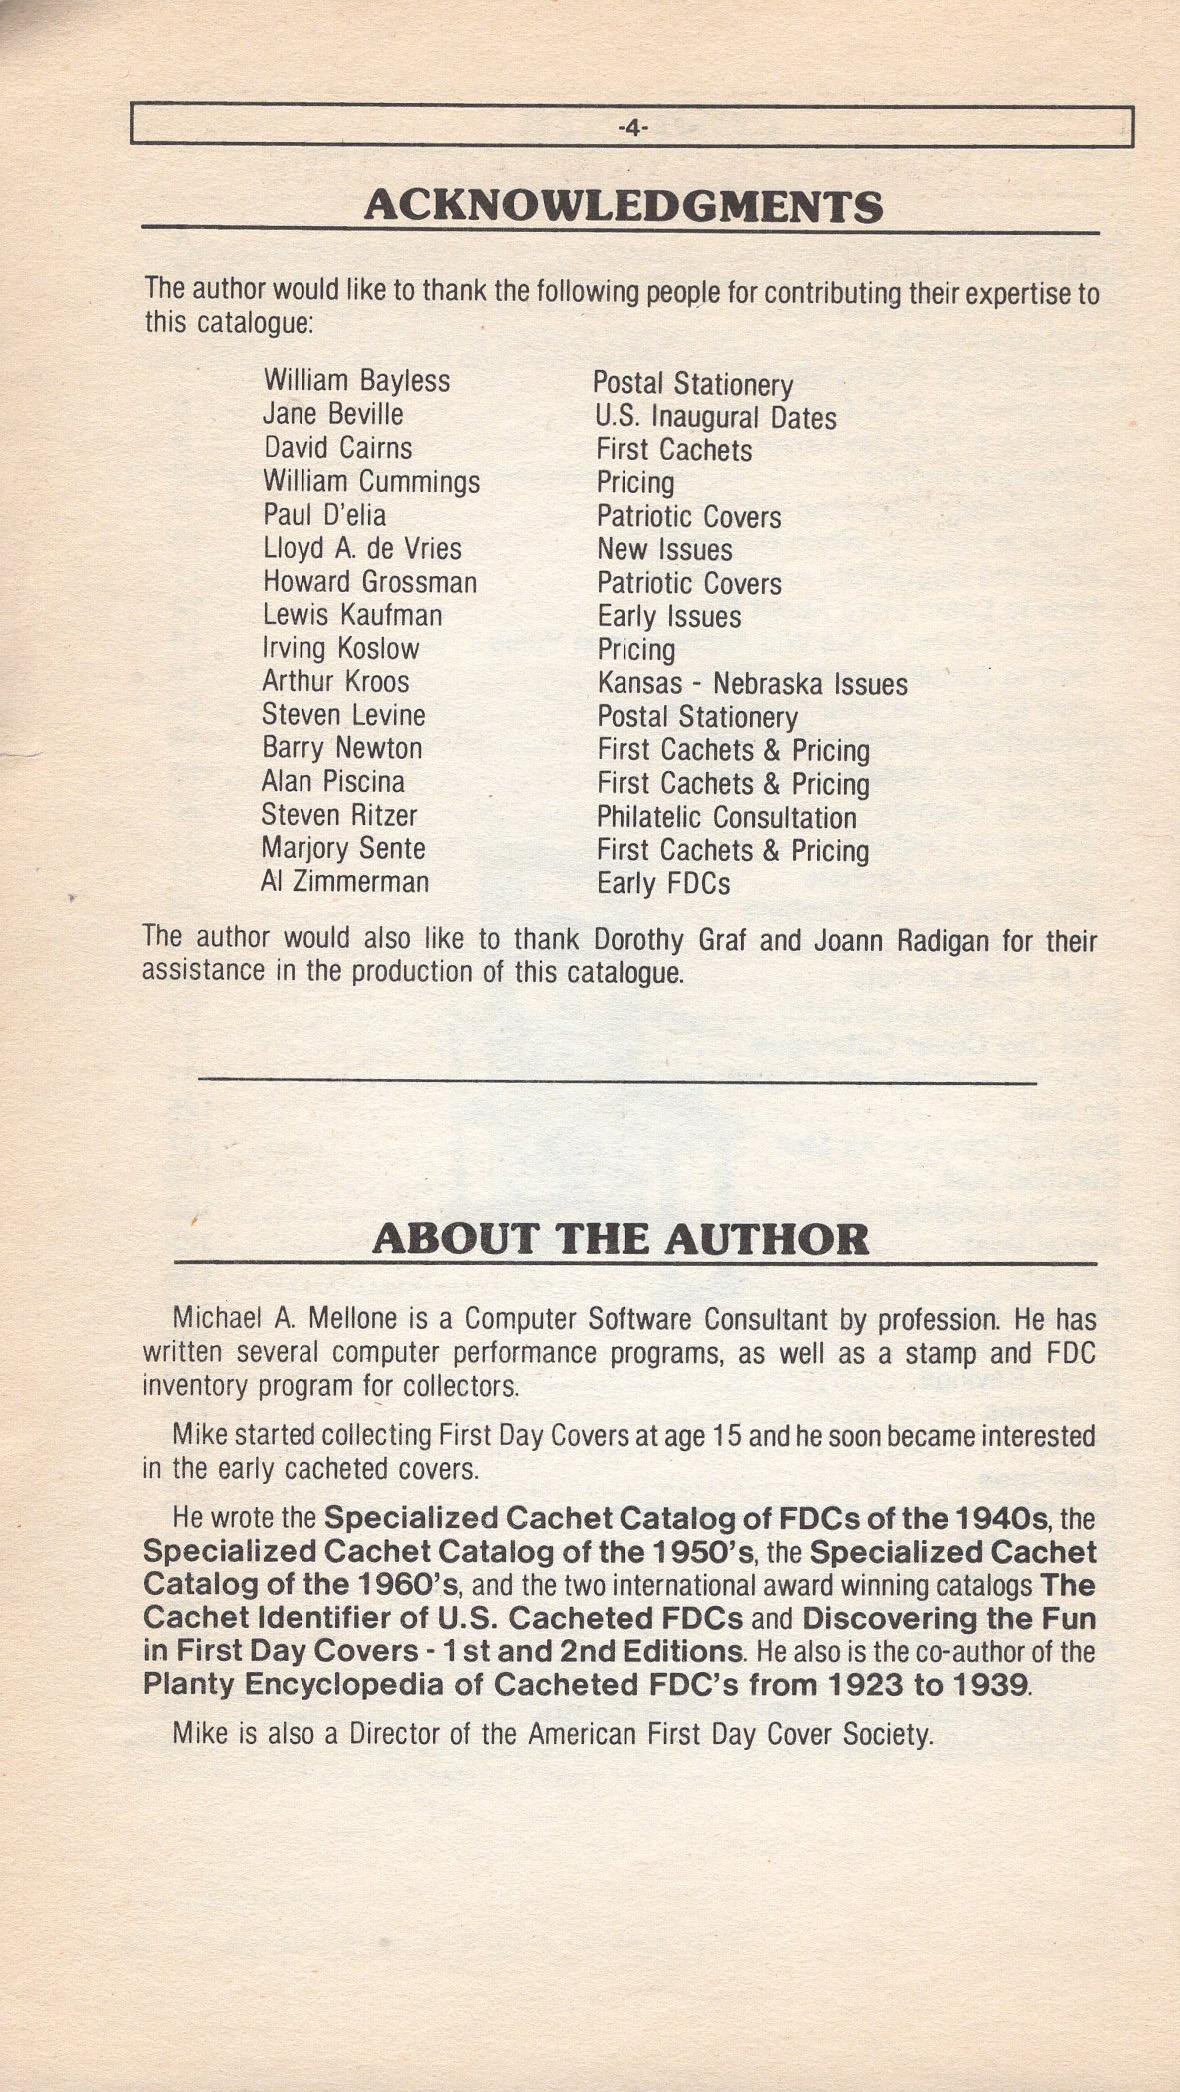 -4-
ACKNOWLEDGMENTS
The author would like to thank the following people for contributing their expertise to
this catalogue:
William Bayless Postal Stationery
Jane Beville U.S. Inaugural Dates
David Cairns First Cachets
William Cummings Pricing
Paul D'elia Patriotic Covers
Lloyd A. de Vries New Issues
Howard Grossman Patriotic Covers
Lewis Kaufman Early Issues
Irving Koslow Pricing
Arthur Kroos Kansas - Nebraska Issues
Steven Levine Postal Stationery
Barry Newton First Cachets & Pricing
Alan Piscina First Cachets & Pricing
Steven Ritzer Philatelic Consultation
Marjory Sente First Cachets & Pricing
Al Zimmerman Early FDCs
The author would also like to thank Dorothy Graf and Joann Radigan for their
assistance in the production of this catalogue.
ABOUT THE AUTHOR
Michael A. Mellone is a Computer Software Consultant by profession. He has
written several computer performance programs, as well as a stamp and FDC
inventory program for collectors.
Mike started collecting First Day Covers at age 15 and he soon became interested
in the early cacheted covers.
He wrote the Specialized Cachet Catalog of FDCs of the 1940s, the
Specialized Cachet Catalog of the 1950's, the Specialized Cachet
Catalog of the 1960's, and the two international award winning catalogs The
Cachet Identifier of U.S. Cacheted FDCs and Discovering the Fun
in First Day Covers - 1st and 2nd Editions. He also is the co-author of the
Planty Encyclopedia of Cacheted FDC's from 1923 to 1939.
Mike is also a Director of the American First Day Cover Society.